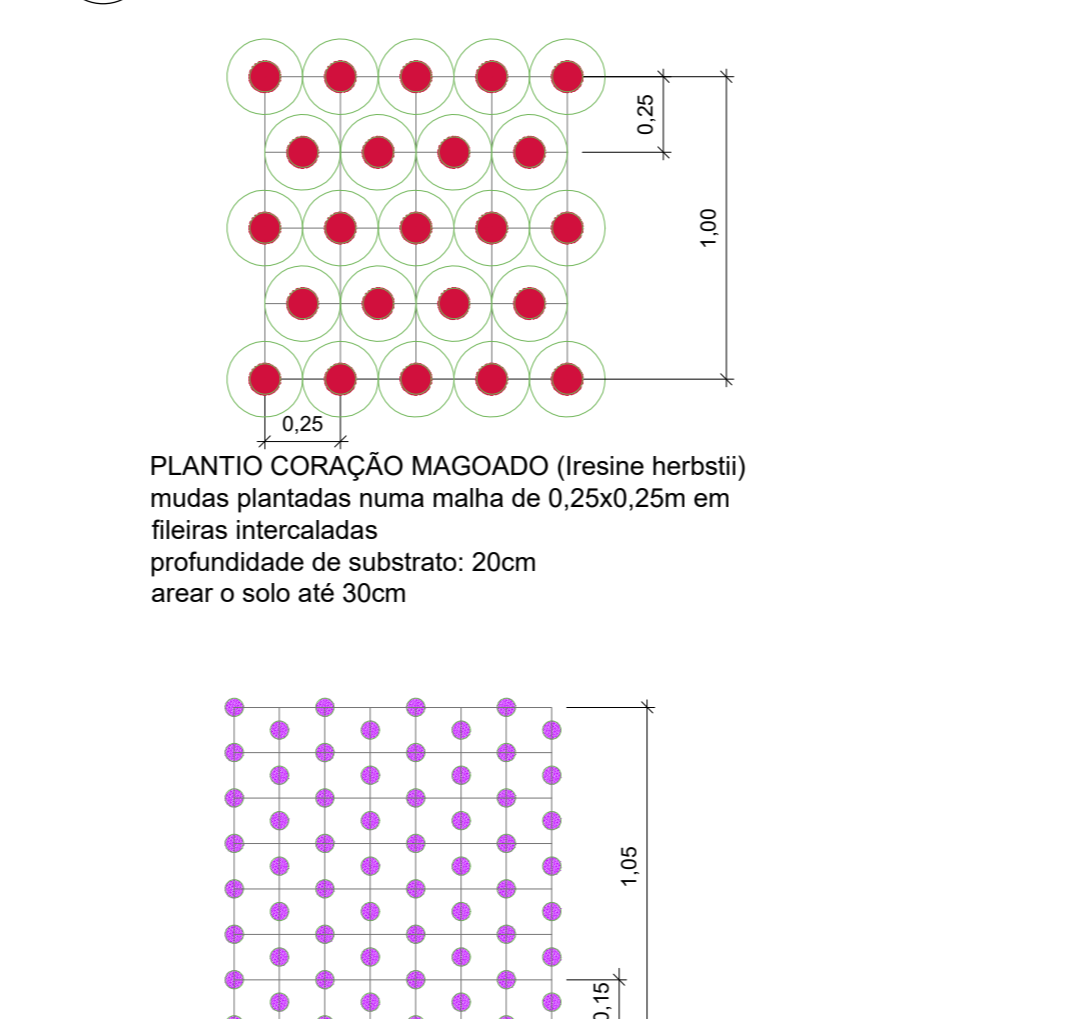 0,25
1,00
0,25
PLANTIO CORAÇÃO MAGOADO (Iresine herbstii)
mudas plantadas numa malha de 0,25x0,25m em
fileiras intercaladas
profundidade de substrato: 20cm
arear o solo até 30cm
1,05
0,15